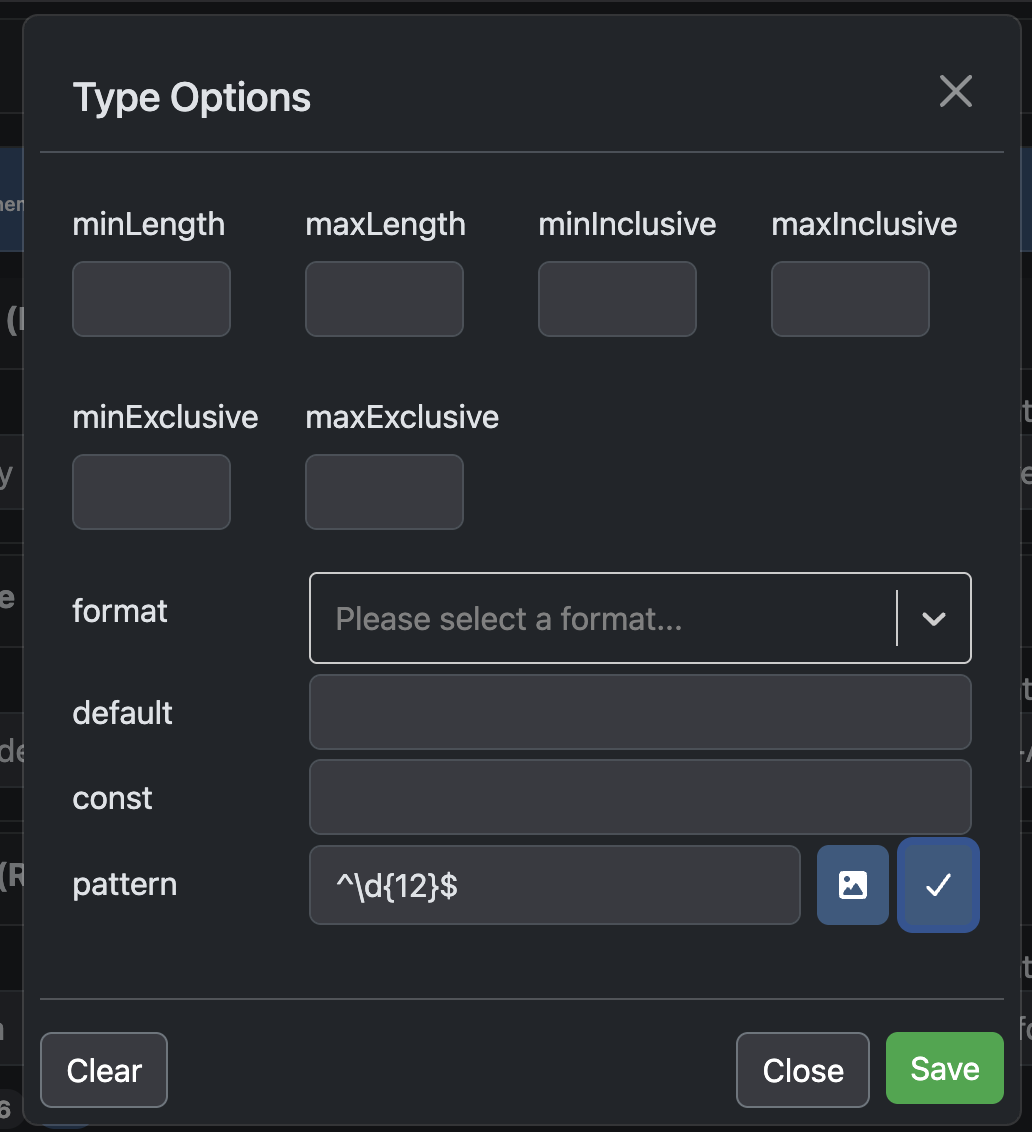 Type Options
minLength maxLength minInclusive maxInclusive
minExclusive maxExclusive
format Please select a format...
default
const
pattern ^\d{12}$
Clear Close Save